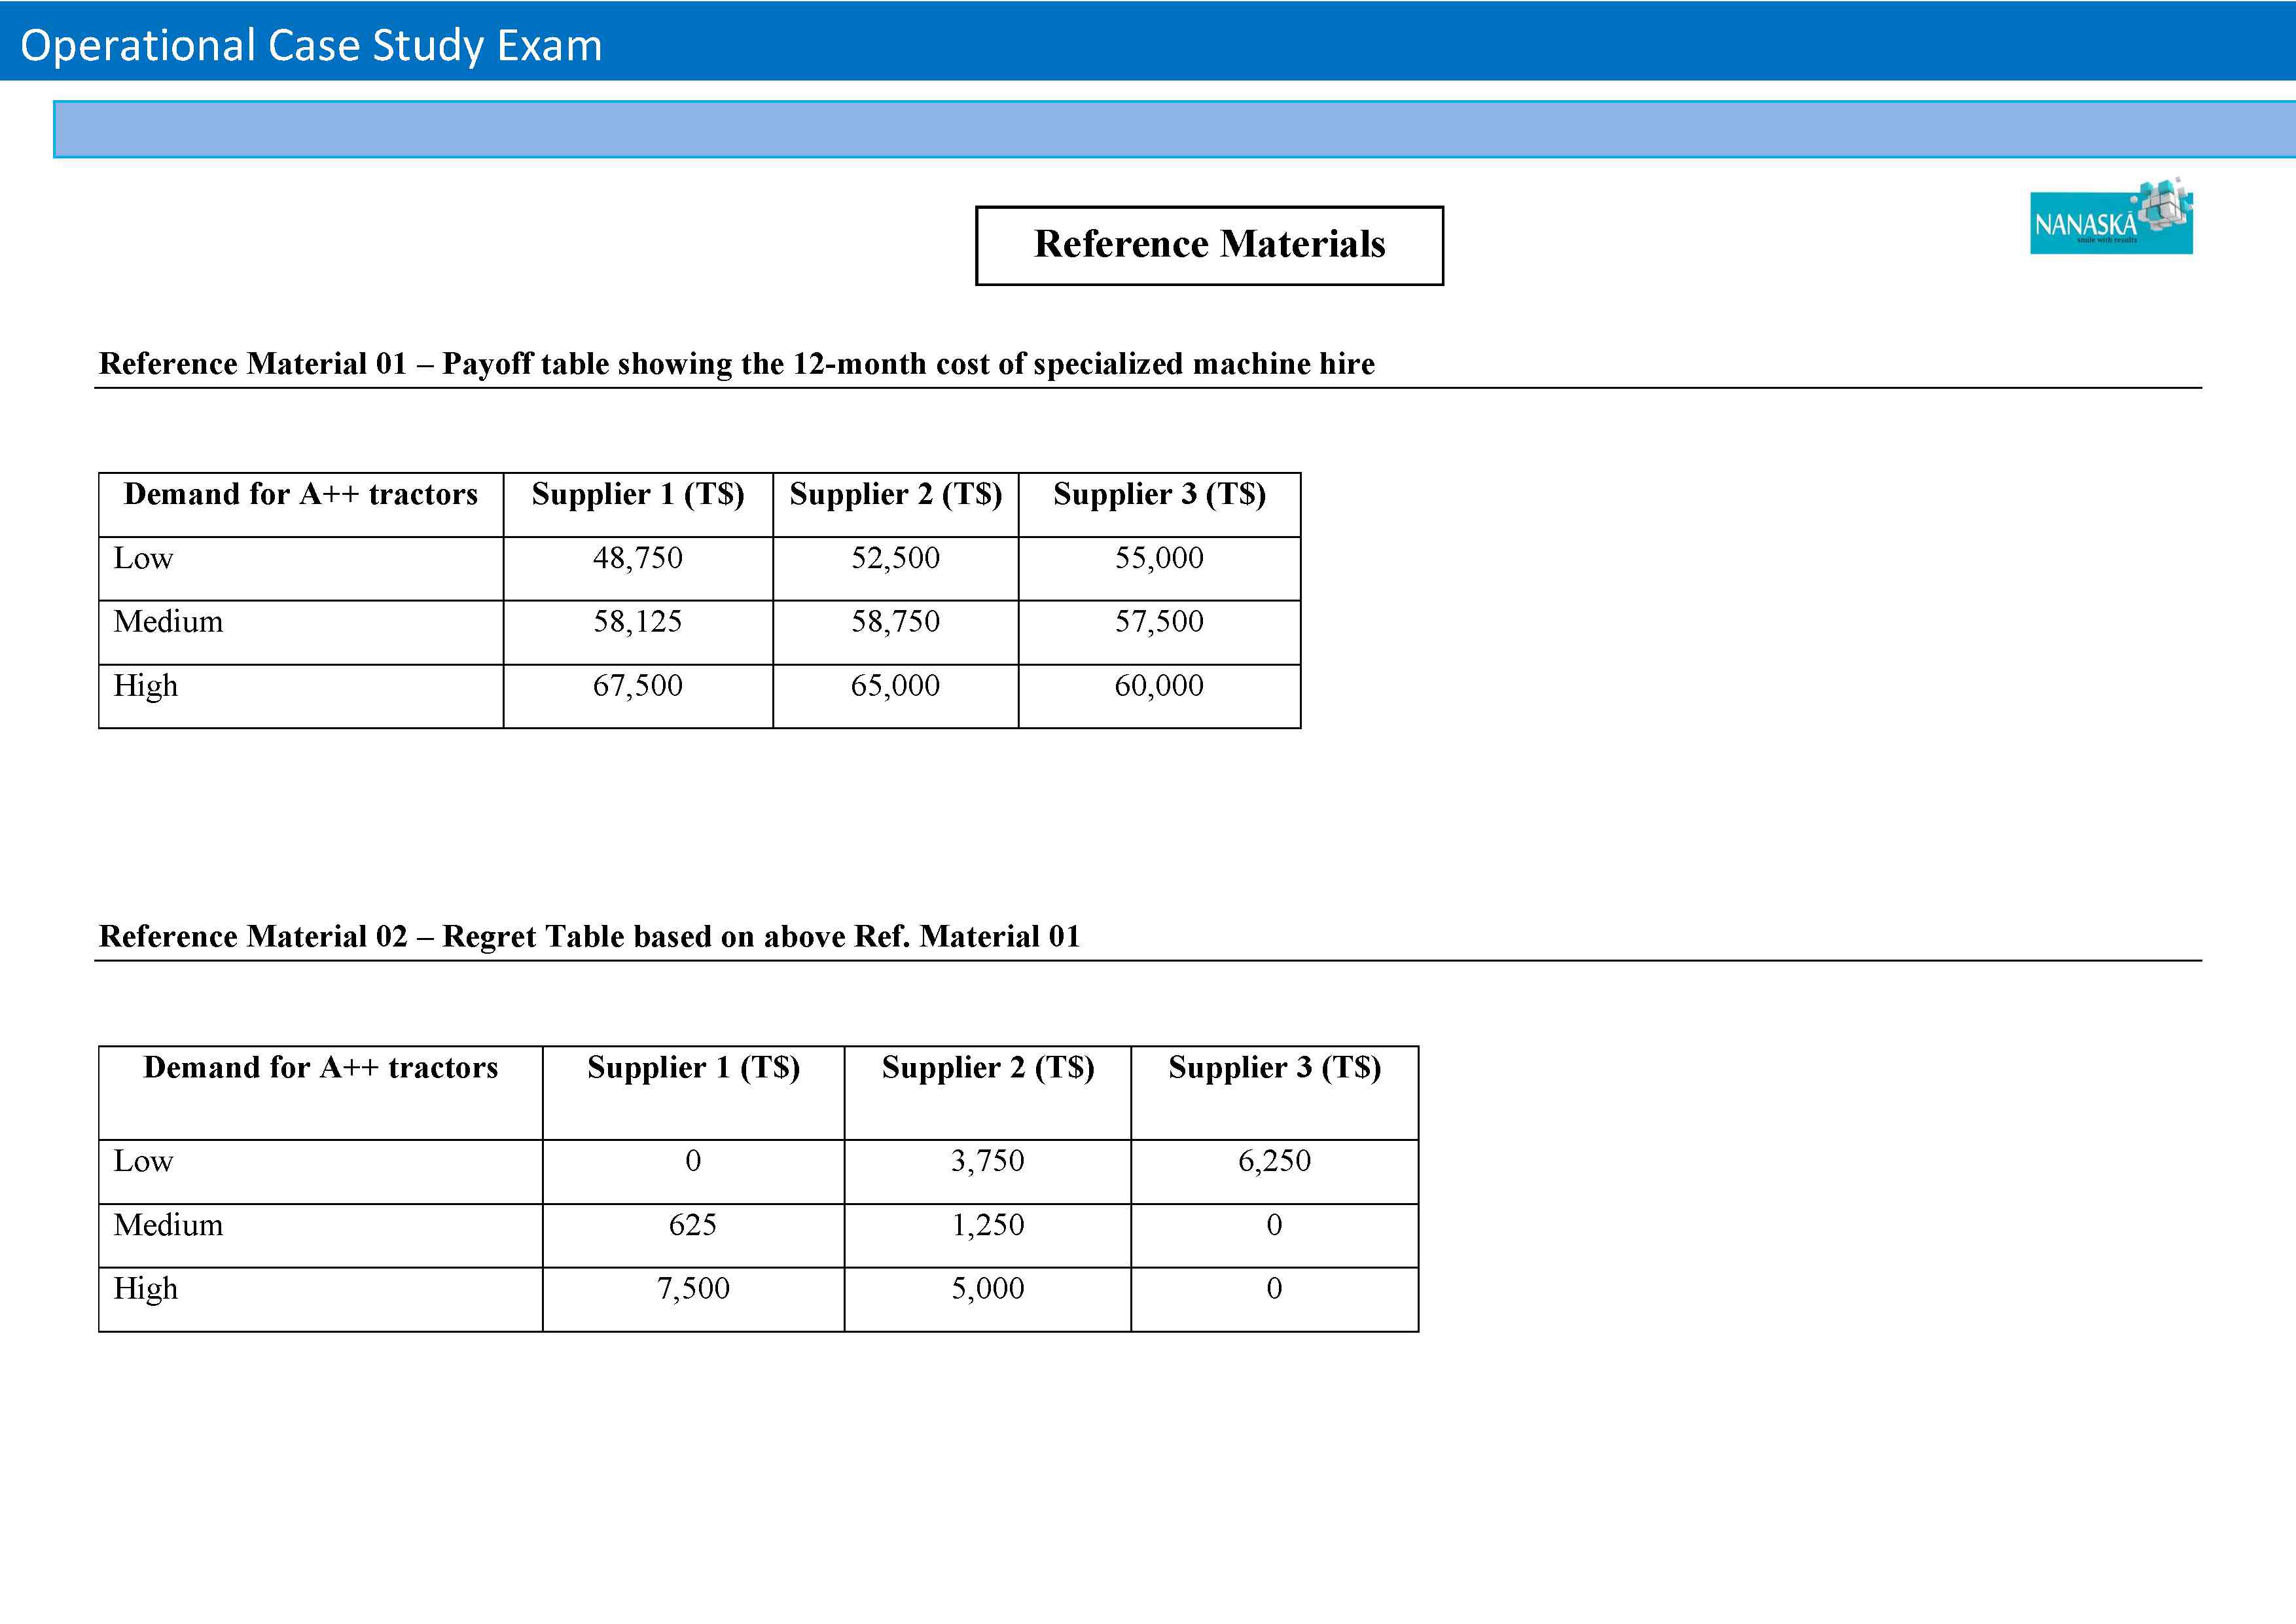 Operational Case Study Exam
NANASKĀ
smile with results
Reference Materials
Reference Material 01 – Payoff table showing the 12-month cost of specialized machine hire
Demand for A++ tractors Supplier 1 (T$) Supplier 2 (T$) Supplier 3 (T$)
Low 48,750 52,500 55,000
Medium 58,125 58,750 57,500
High 67,500 65,000 60,000
Reference Material 02 – Regret Table based on above Ref. Material 01
Demand for A++ tractors Supplier 1 (T$) Supplier 2 (T$) Supplier 3 (T$)
Low 0 3,750 6,250
Medium 625 1,250 0
High 7,500 5,000 0